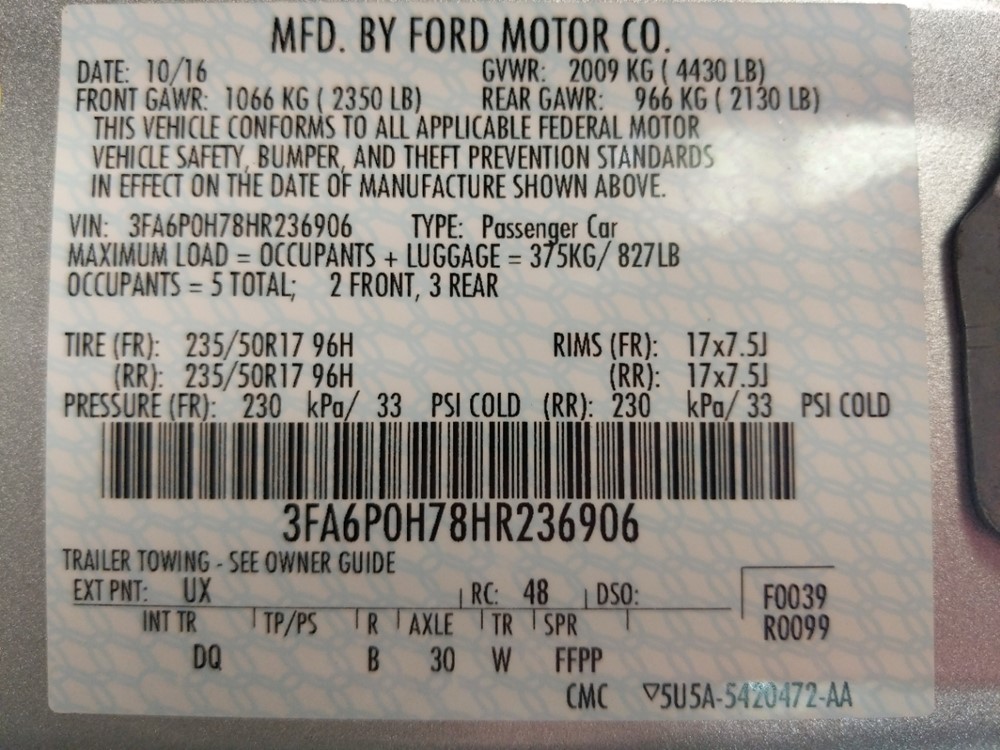 MFD. BY FORD MOTOR CO.
DATE: 10/16 GVWR: 2009 KG ( 4430 LB)
FRONT GAWR: 1066 KG ( 2350 LB) REAR GAWR: 966 KG ( 2130 LB)
THIS VEHICLE CONFORMS TO ALL APPLICABLE FEDERAL MOTOR
VEHICLE SAFETY, BUMPER, AND THEFT PREVENTION STANDARDS
IN EFFECT ON THE DATE OF MANUFACTURE SHOWN ABOVE.
VIN: 3FA6P0H78HR236906 TYPE: Passenger Car
MAXIMUM LOAD = OCCUPANTS + LUGGAGE = 375KG/ 827LB
OCCUPANTS = 5 TOTAL; 2 FRONT, 3 REAR
TIRE (FR): 235/50R17 96H RIMS (FR): 17x7.5J
(RR): 235/50R17 96H (RR): 17x7.5J
PRESSURE (FR): 230 kPa/ 33 PSI COLD (RR): 230 kPa/ 33 PSI COLD
3FA6P0H78HR236906
TRAILER TOWING - SEE OWNER GUIDE
EXT PNT: UX RC: 48 DSO: F0039
INT TR TP/PS R AXLE TR SPR R0099
DQ B 30 W FFPP
CMC ▽5U5A-5420472-AA